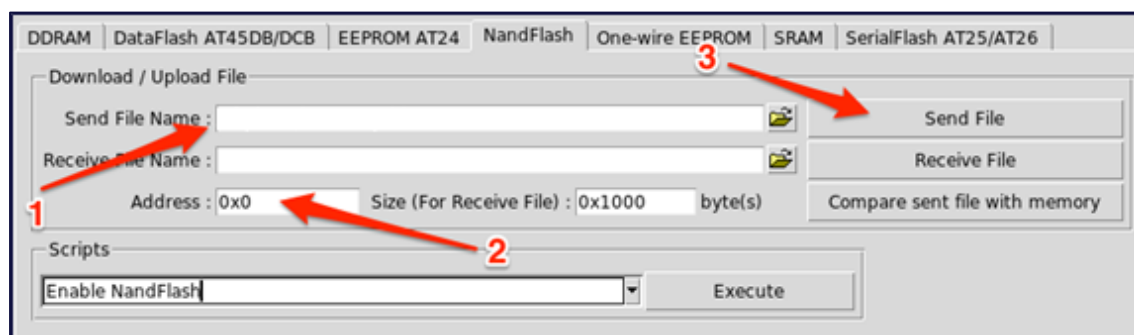 DDRAM DataFlash AT45DB/DCB EEPROM AT24 NandFlash One-wire EEPROM SRAM SerialFlash AT25/AT26
3
Download / Upload File
Send File Name : Send File
Receive File Name : Receive File
1
Address : 0x0 Size (For Receive File) : 0x1000 byte(s) Compare sent file with memory
2
Scripts
Enable NandFlash Execute